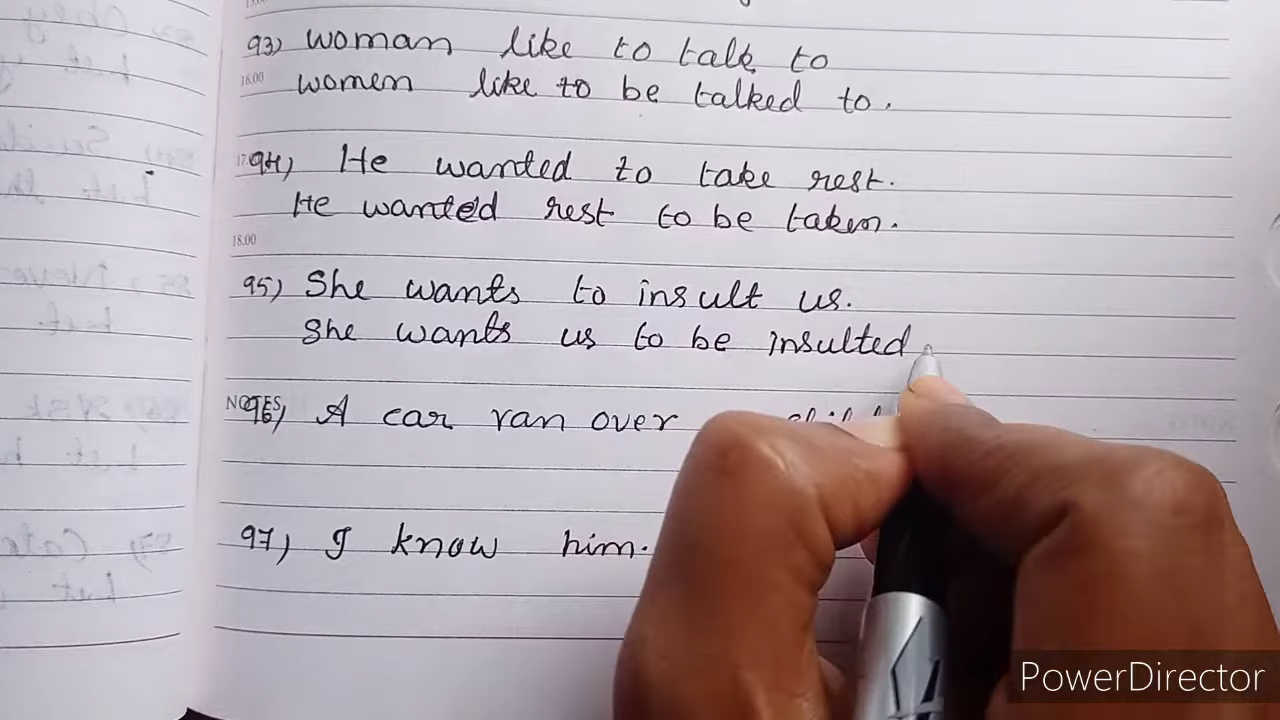 93) woman like to talk to
16.00 women like to be talked to.
94) He wanted to take rest.
He wanted rest to be taken.
18.00
95) She wants to insult us.
She wants us to be insulted
NOTES
96) A car ran over
97) I know him.
PowerDirector